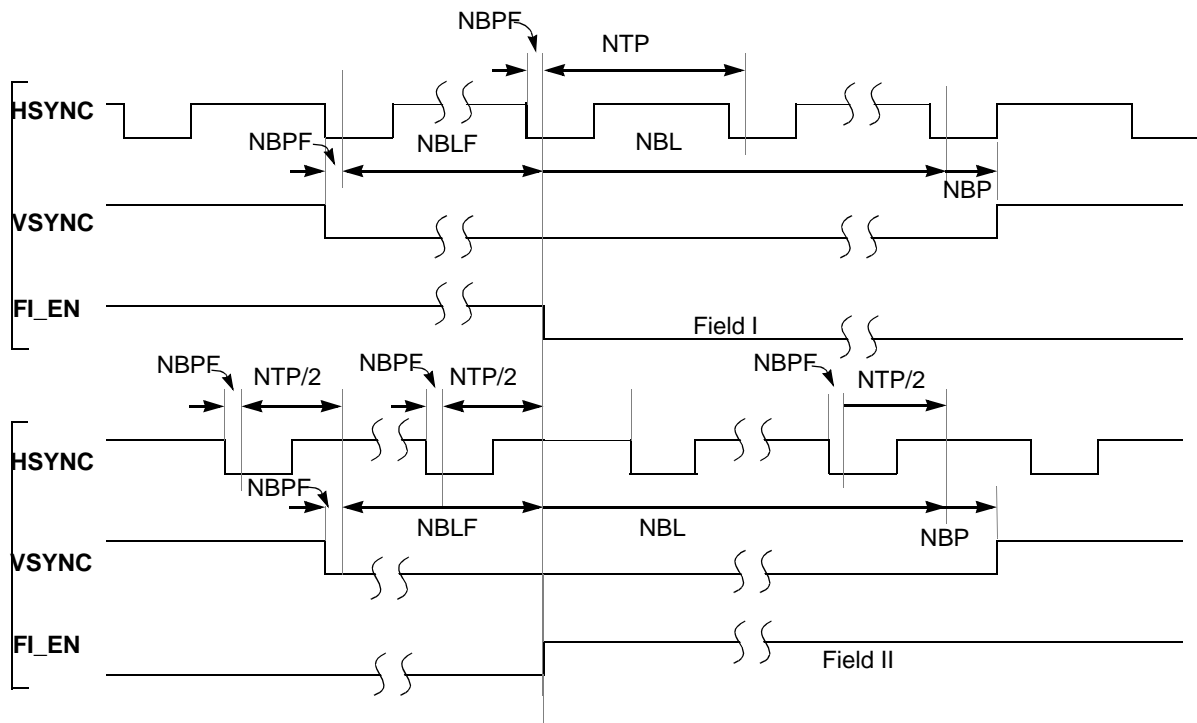 NBPF
NTP
HSYNC
NBPF
NBLF
NBL
NBP
VSYNC
FI_EN
Field I
NBPF
NTP/2
NBPF
NTP/2
NBPF
NTP/2
HSYNC
NBPF
NBLF
NBL
NBP
VSYNC
FI_EN
Field II